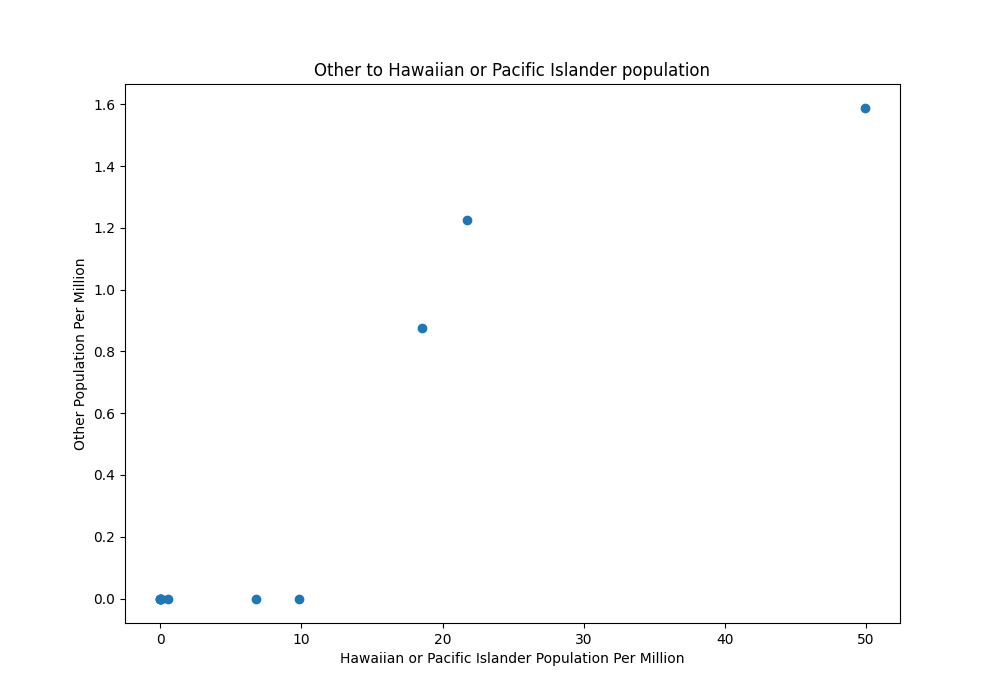 Other to Hawaiian or Pacific Islander population
1.6
1.4
1.2
1.0
0.8
0.6
0.4
0.2
0.0
Other Population Per Million
0 10 20 30 40 50
Hawaiian or Pacific Islander Population Per Million